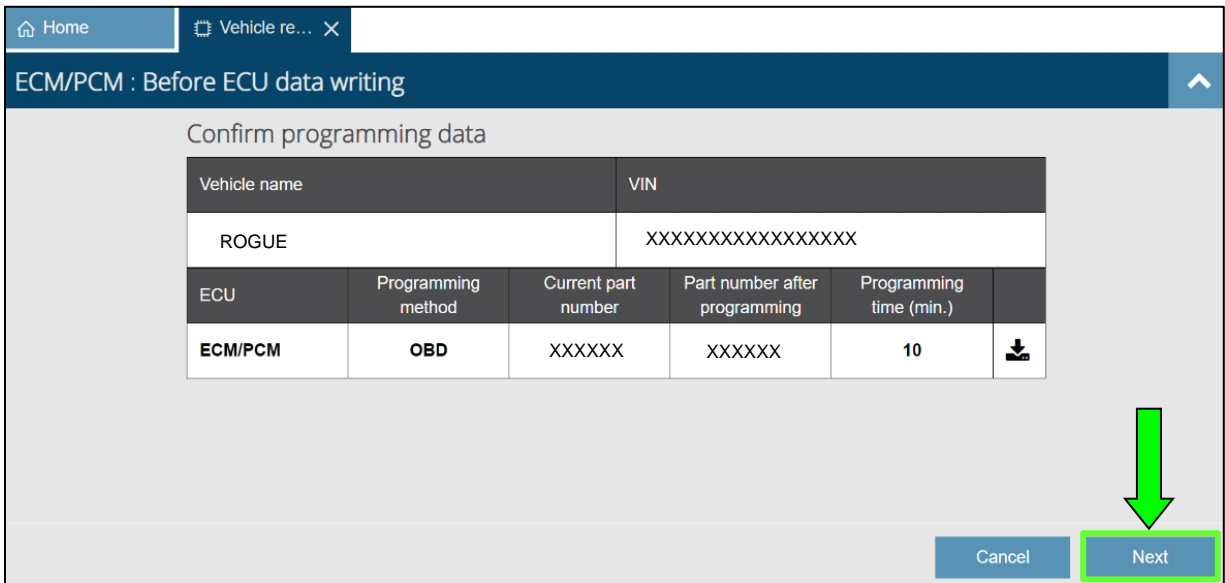 Home
Vehicle re...
ECM/PCM : Before ECU data writing
Confirm programming data
Vehicle name VIN
ROGUE XXXXXXXXXXXXXXXXX
ECU Programming method Current part number Part number after programming Programming time (min.)
ECM/PCM OBD XXXXXX XXXXXX 10
Cancel Next